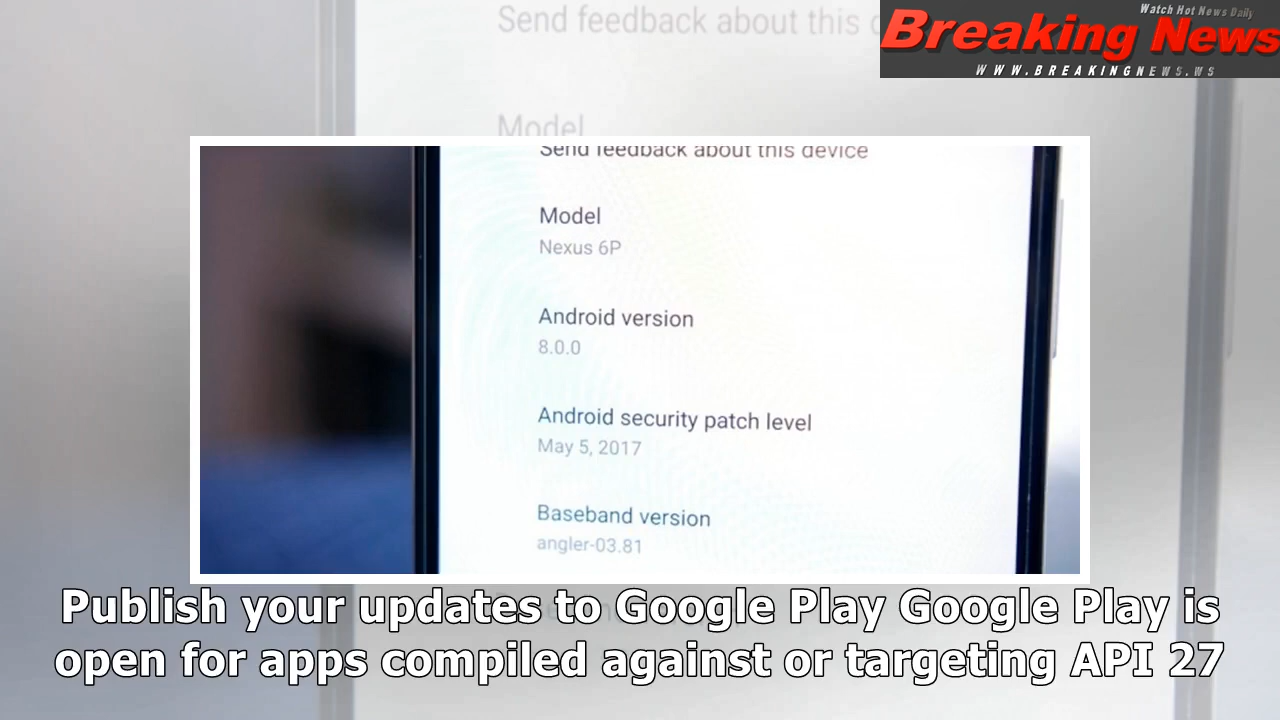 Send feedback about this
Watch Hot News Daily
Breaking News
WWW.BREAKINGNEWS.WS
Model
Send feedback about this device
Model
Nexus 6P
Android version
8.0.0
Android security patch level
May 5, 2017
Baseband version
angler-03.81
Publish your updates to Google Play Google Play is
open for apps compiled against or targeting API 27